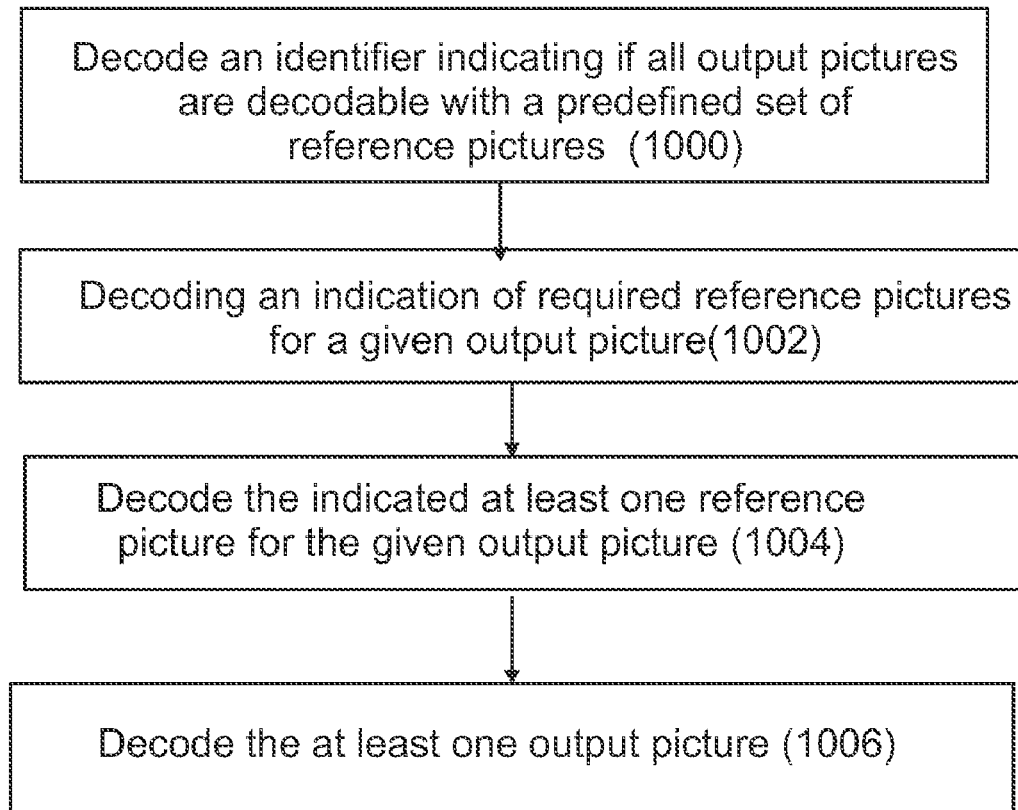 Decode an identifier indicating if all output pictures
are decodable with a predefined set of
reference pictures (1000)
Decoding an indication of required reference pictures
for a given output picture(1002)
Decode the indicated at least one reference
picture for the given output picture (1004)
Decode the at least one output picture (1006)